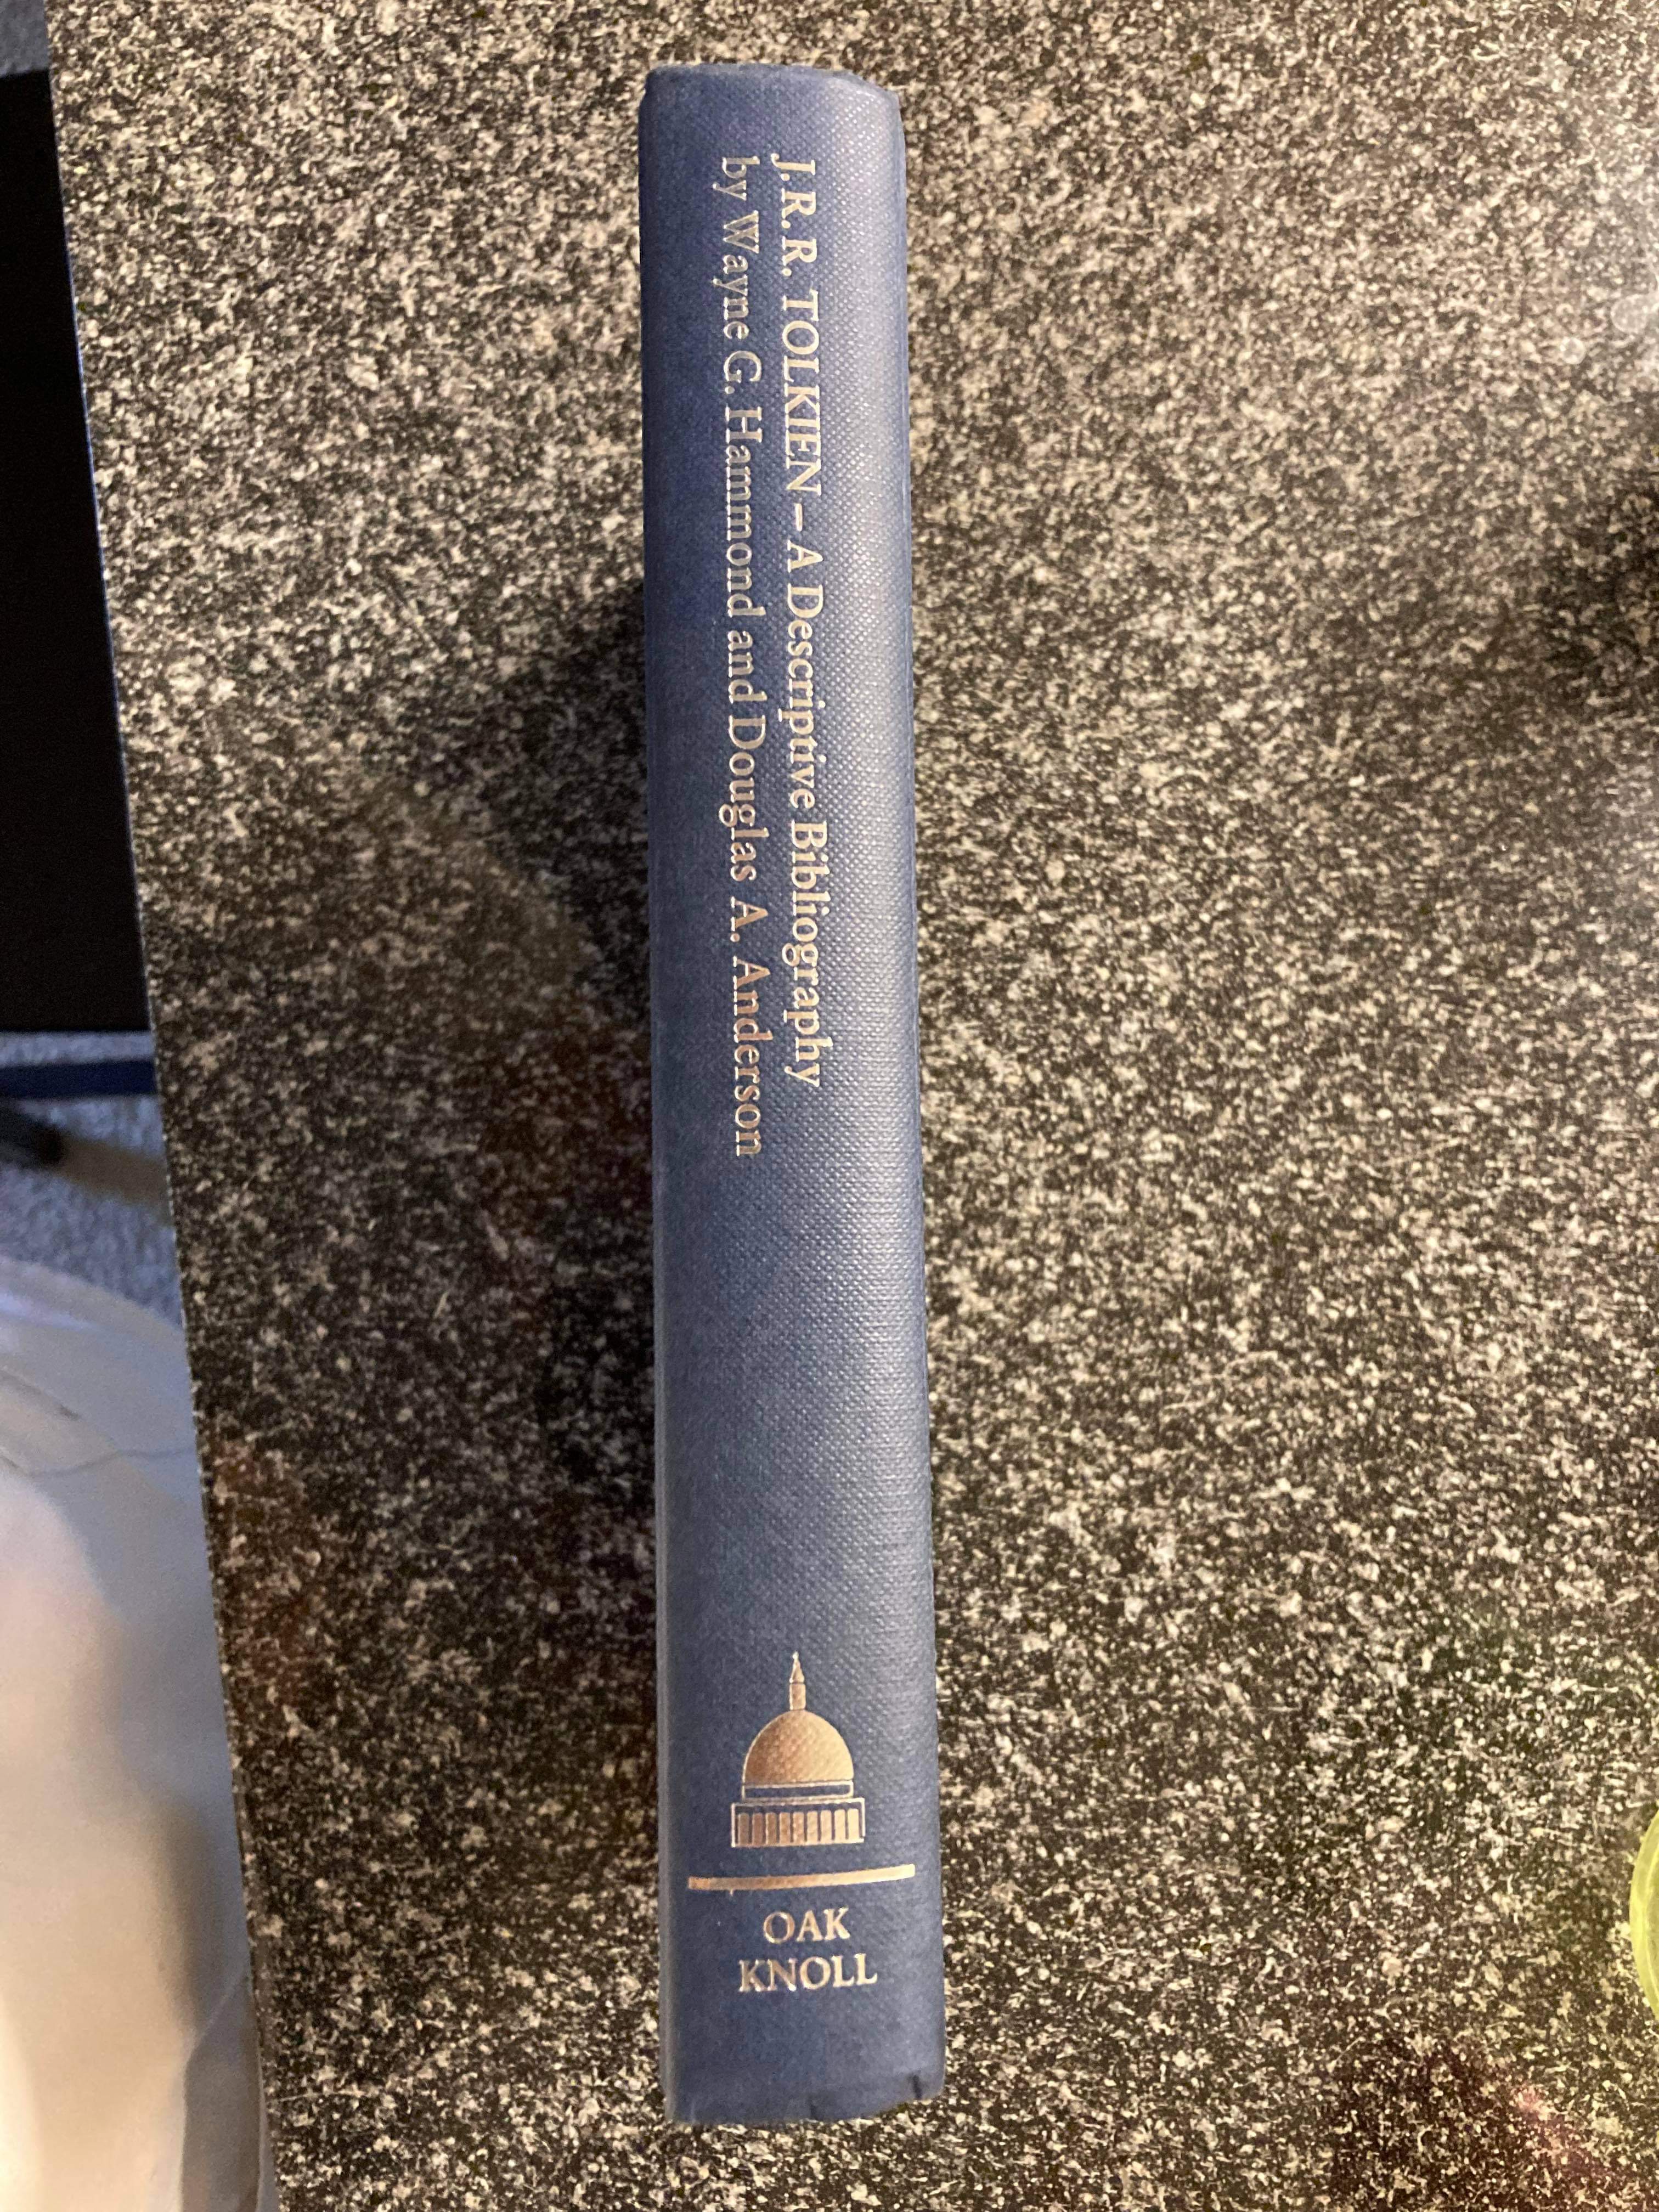 J.R.R. TOLKIEN – A Descriptive Bibliography
by Wayne G. Hammond and Douglas A. Anderson
OAK
KNOLL